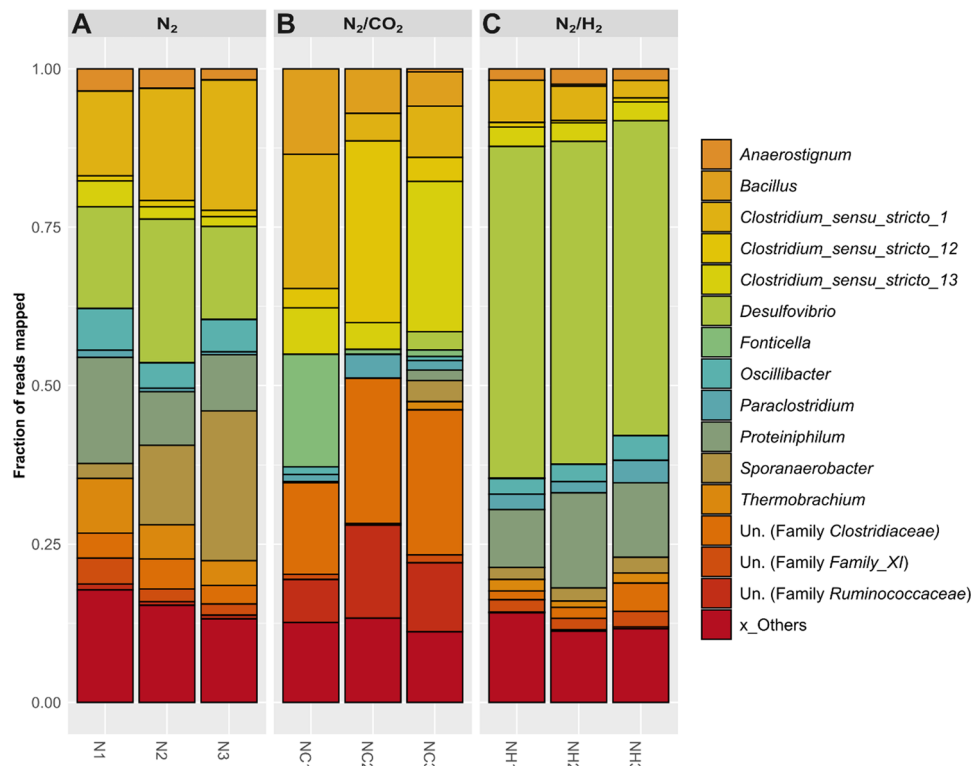 A N₂ B N₂/CO₂ C N₂/H₂
Fraction of reads mapped
1.00
0.75
0.50
0.25
0.00
N1 N2 N3
NH3
Anaerostignum
Bacillus
Clostridium_sensu_stricto_1
Clostridium_sensu_stricto_12
Clostridium_sensu_stricto_13
Desulfovibrio
Fonticella
Oscillibacter
Paraclostridium
Proteiniphilum
Sporanaerobacter
Thermobrachium
Un. (Family Clostridiaceae)
Un. (Family Family_XI)
Un. (Family Ruminococcaceae)
x_Others